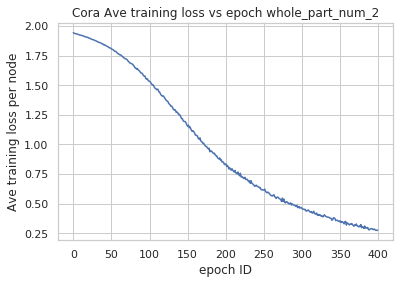 Cora Ave training loss vs epoch whole_part_num_2
2.00
1.75
1.50
1.25
1.00
0.75
0.50
0.25
Ave training loss per node
0 50 100 150 200 250 300 350 400
epoch ID